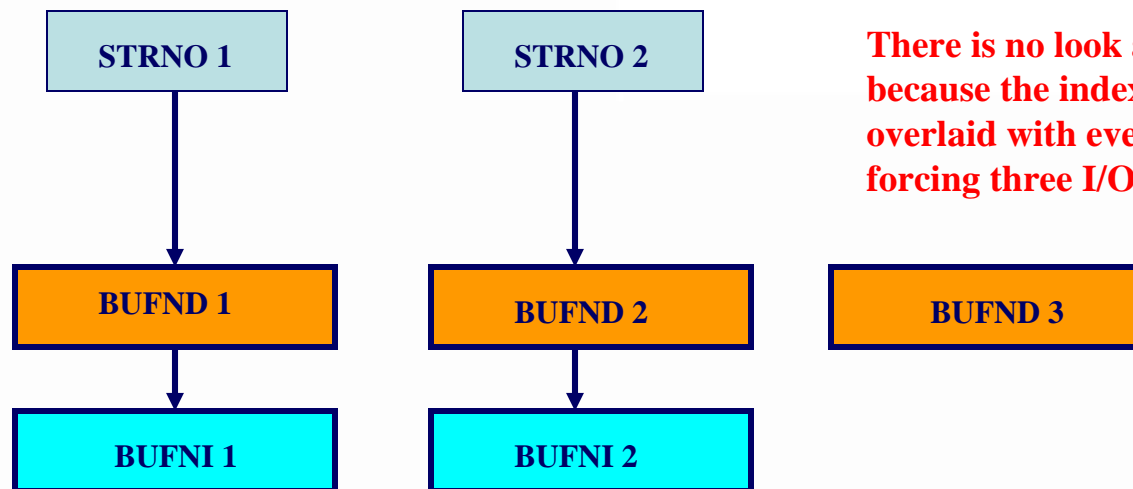 STRNO 1
STRNO 2
There is no look
because the index
overlaid with eve
forcing three I/O
BUFND 1
BUFND 2
BUFND 3
BUFNI 1
BUFNI 2